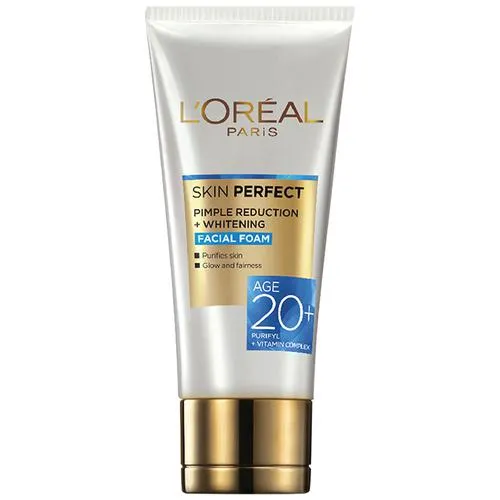 L'ORÉAL
PARIS
SKIN PERFECT
PIMPLE REDUCTION
+ WHITENING
FACIAL FOAM
Purifies skin
Glow and fairness
AGE
20+
PURIFYL
+ VITAMIN COMPLEX